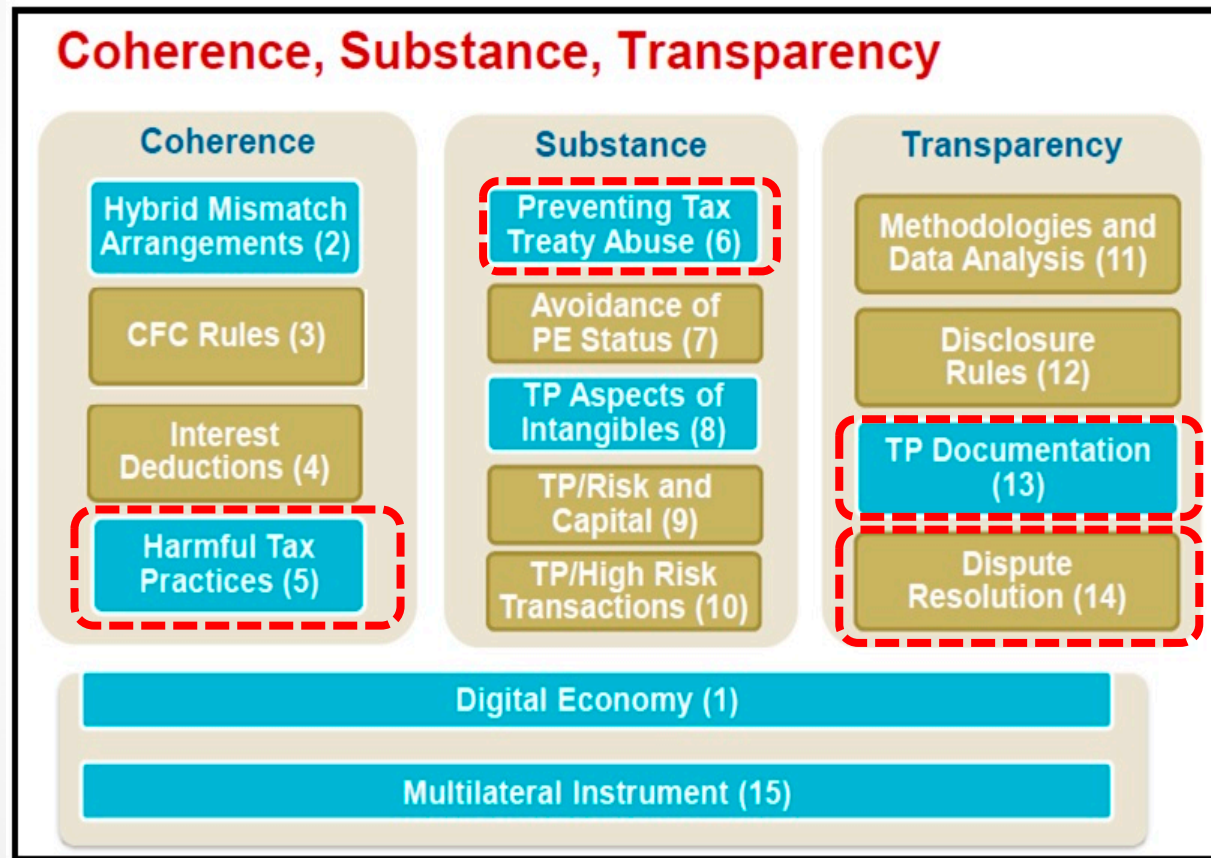 Coherence, Substance, Transparency
Coherence
Hybrid Mismatch
Arrangements (2)
CFC Rules (3)
Interest
Deductions (4)
Harmful Tax
Practices (5)
Substance
Preventing Tax
Treaty Abuse (6)
Avoidance of
PE Status (7)
TP Aspects of
Intangibles (8)
TP/Risk and
Capital (9)
TP/High Risk
Transactions (10)
Transparency
Methodologies and
Data Analysis (11)
Disclosure
Rules (12)
TP Documentation
(13)
Dispute
Resolution (14)
Digital Economy (1)
Multilateral Instrument (15)